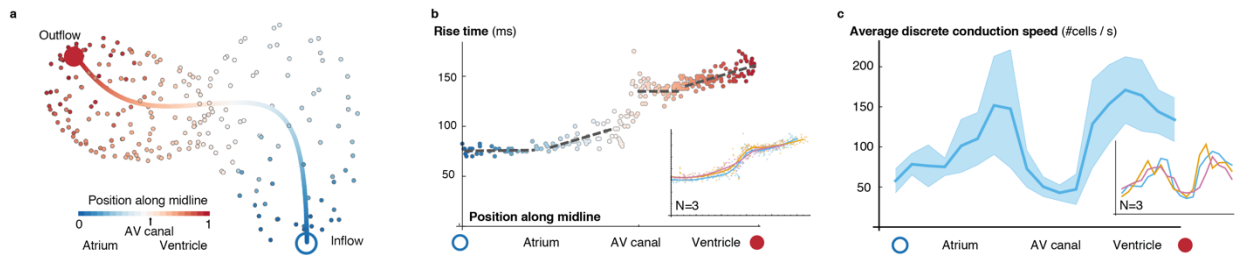 a
Outflow
Inflow
Position along midline
0
1
AV canal
Atrium
Ventricle
b
Rise time (ms)
150
100
50
N=3
Position along midline
Atrium
AV canal
Ventricle
c
Average discrete conduction speed (#cells / s)
200
150
100
50
N=3
Atrium
AV canal
Ventricle